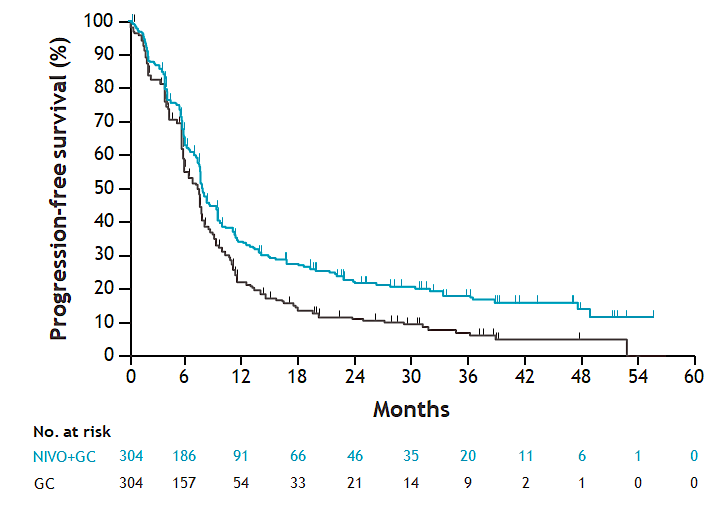 Progression-free survival (%)
100
90
80
70
60
50
40
30
20
10
0
0 6 12 18 24 30 36 42 48 54 60
Months
No. at risk
NIVO+GC 304 186 91 66 46 35 20 11 6 1 0
GC 304 157 54 33 21 14 9 2 1 0 0